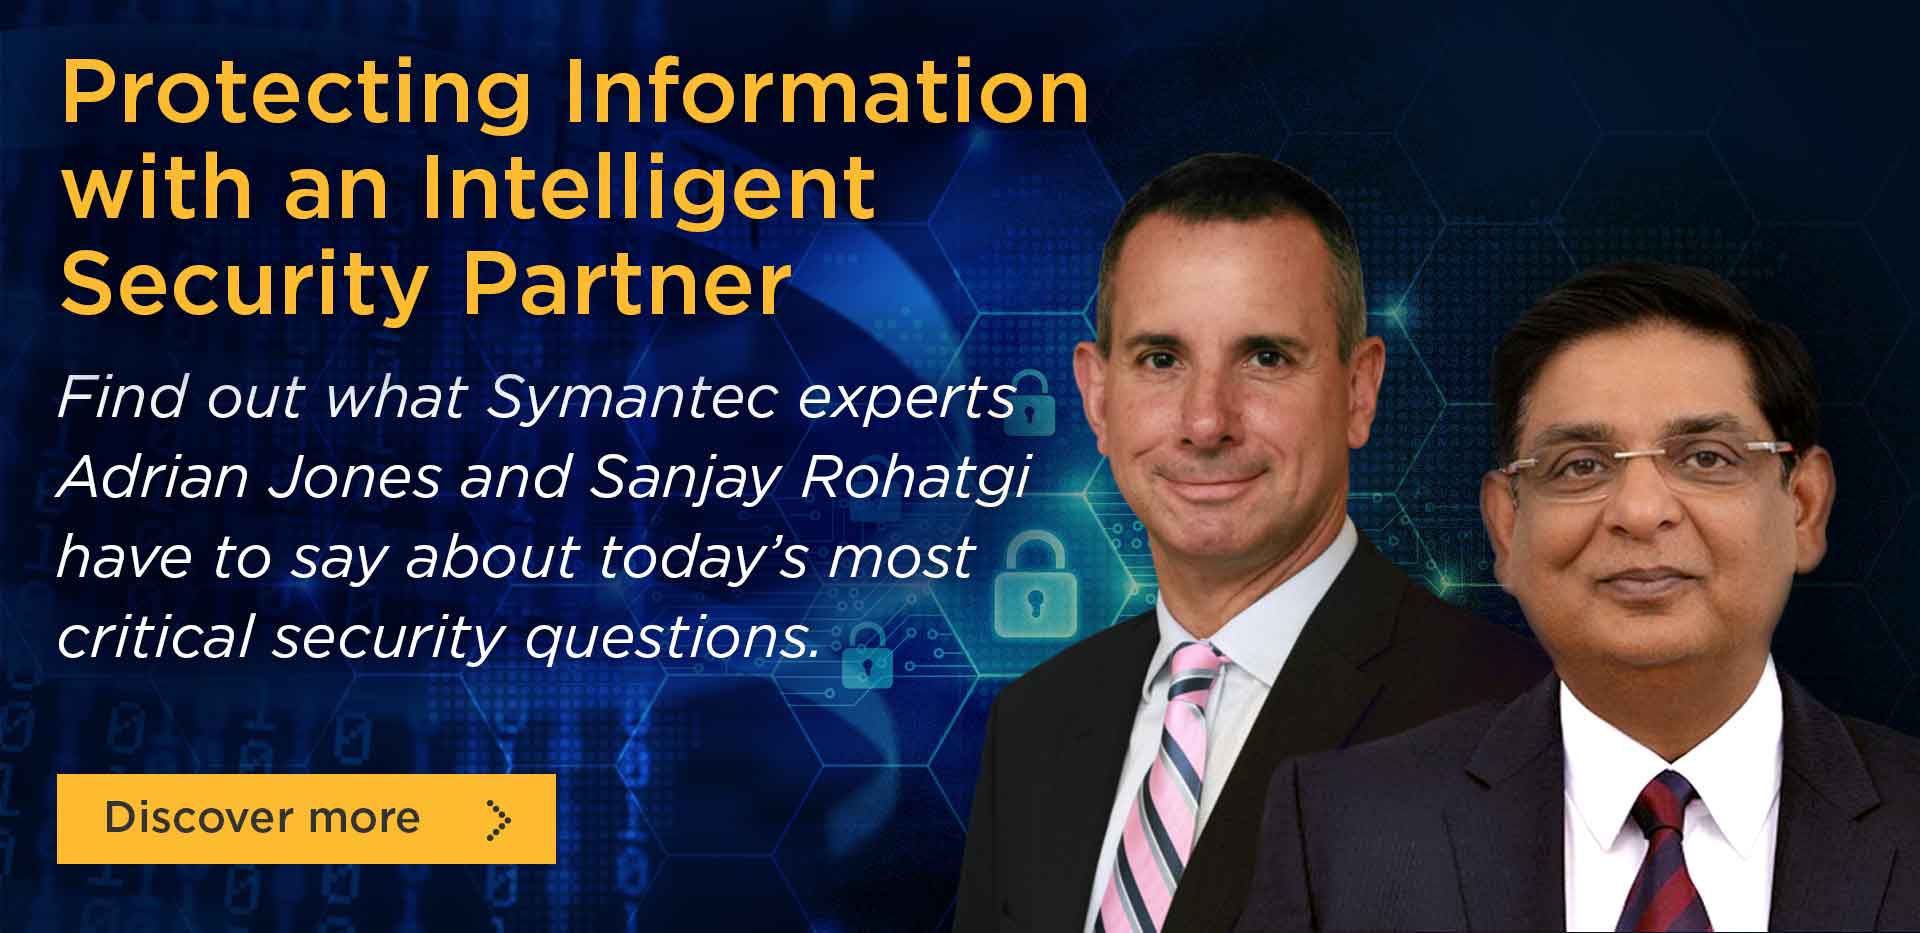 Protecting Information
with an Intelligent
Security Partner
Find out what Symantec experts
Adrian Jones and Sanjay Rohatgi
have to say about today’s most
critical security questions.
Discover more